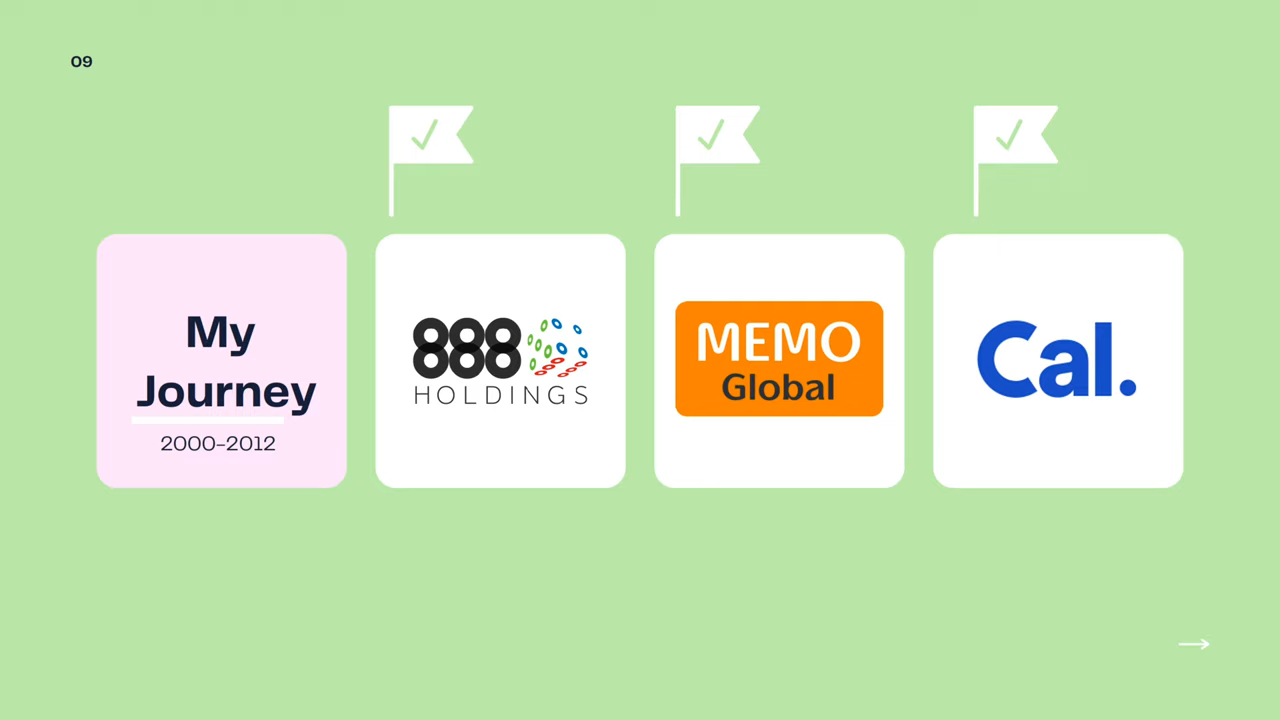 09
My
Journey
2000–2012
888
HOLDINGS
MEMO
Global
Cal.